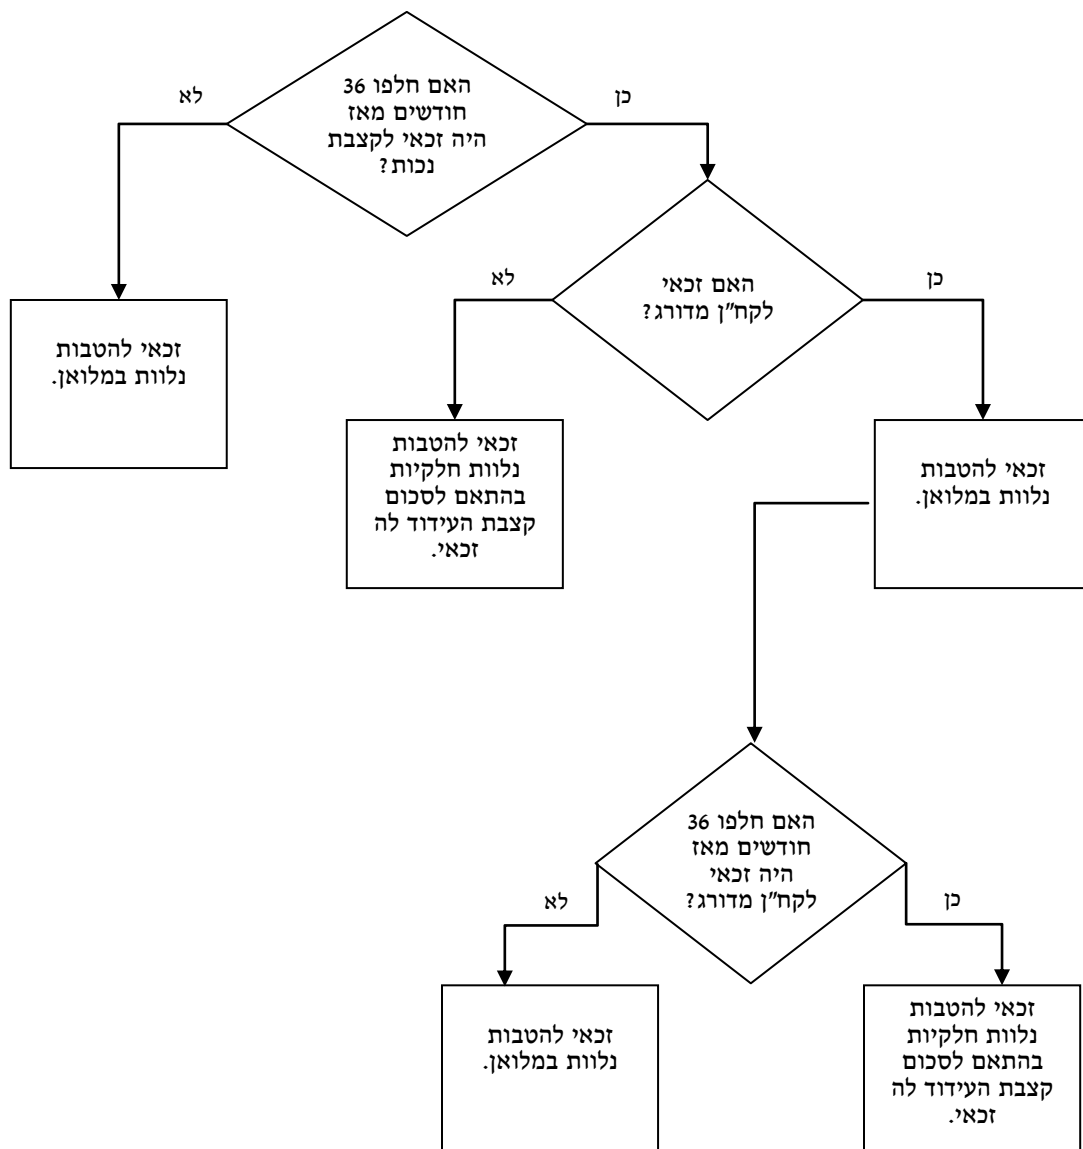 האם חלפו 36
חודשים מאז
היה זכאי לקצבת
נכות?
כן
לא
האם זכאי
לקח"ן מדורג?
כן
לא
זכאי להטבות
נלוות במלואן.
זכאי להטבות
נלוות חלקיות
בהתאם לסכום
קצבת העידוד לה
זכאי.
זכאי להטבות
נלוות במלואן.
האם חלפו 36
חודשים מאז
היה זכאי
לקח"ן מדורג?
כן
לא
זכאי להטבות
נלוות חלקיות
בהתאם לסכום
קצבת העידוד לה
זכאי.
זכאי להטבות
נלוות במלואן.